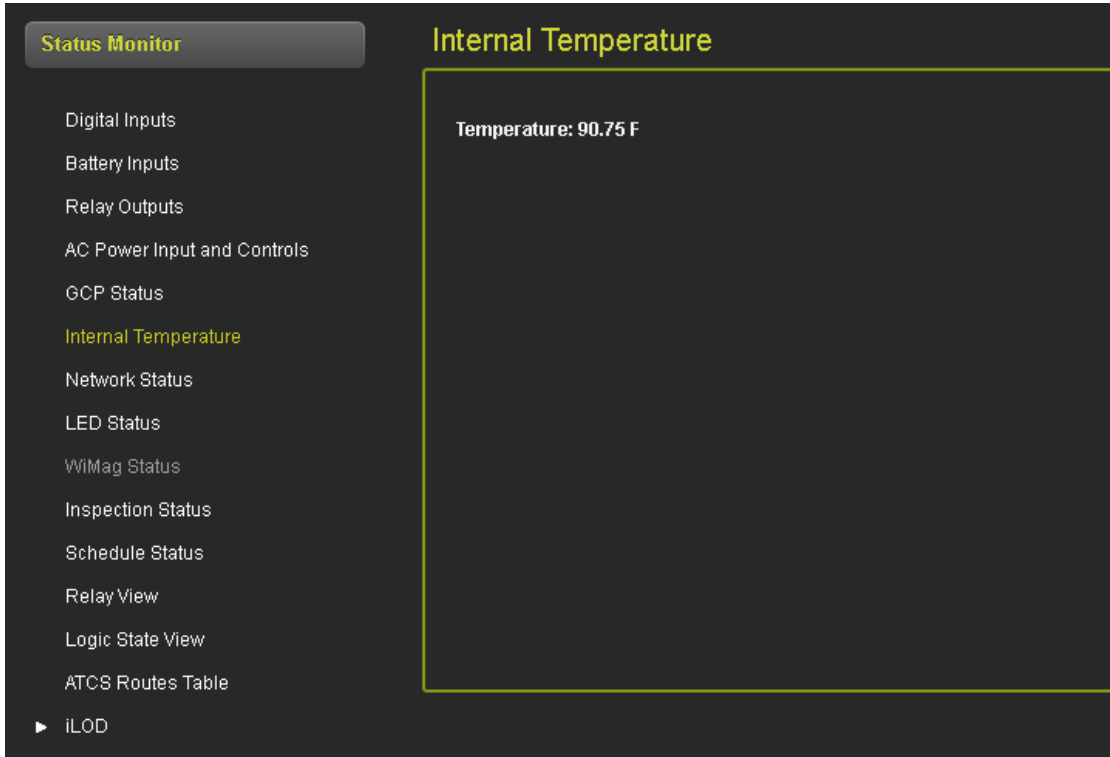 Status Monitor
Internal Temperature
Digital Inputs
Battery Inputs
Relay Outputs
AC Power Input and Controls
GCP Status
Internal Temperature
Network Status
LED Status
WiMag Status
Inspection Status
Schedule Status
Relay View
Logic State View
ATCS Routes Table
iLOD
Temperature: 90.75 F